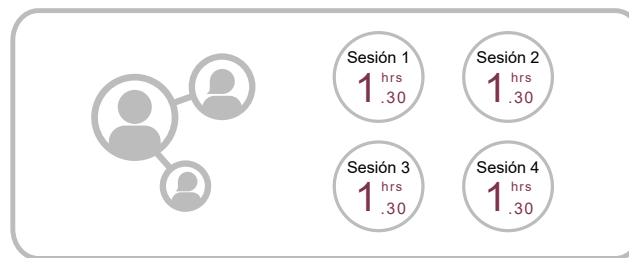 Sesión 1
1 hrs
.30
Sesión 2
1 hrs
.30
Sesión 3
1 hrs
.30
Sesión 4
1 hrs
.30